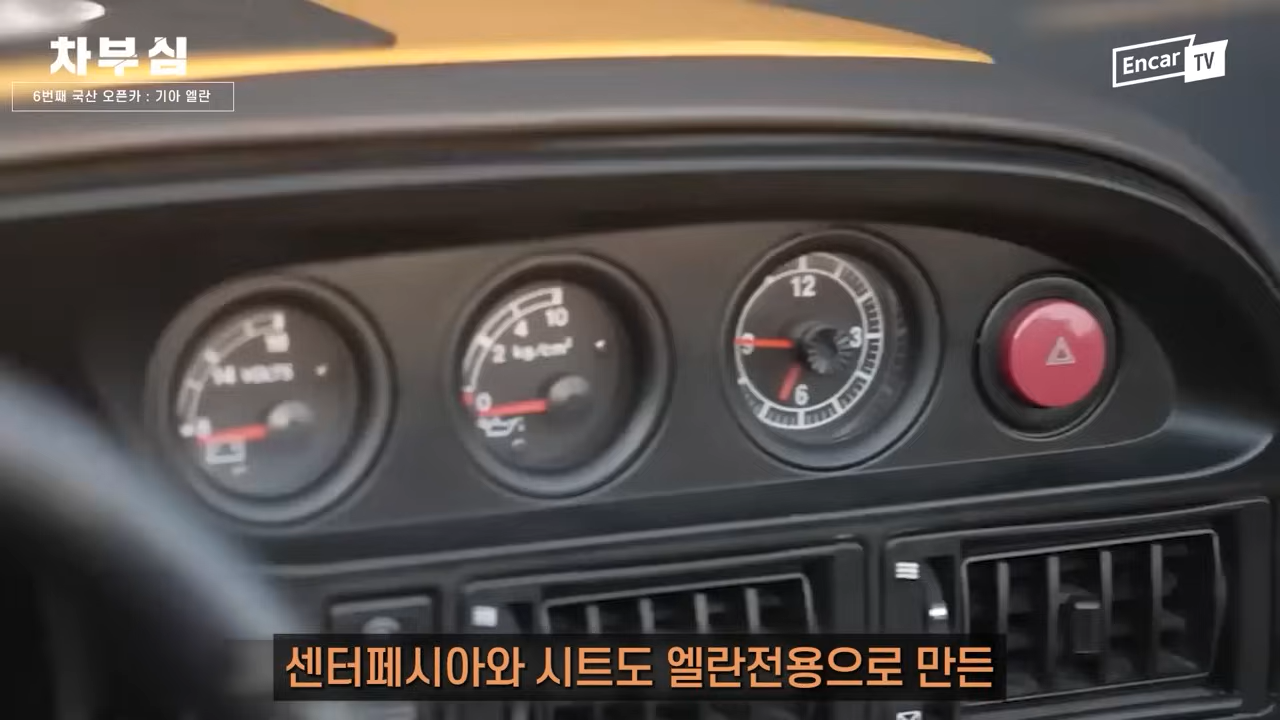 차부심
6번째 국산 오픈카 : 기아 엘란
Encar TV
VOLTS
0 2 4 10
kg/cm²
12
3
6
9
센터페시아와 시트도 엘란전용으로 만든